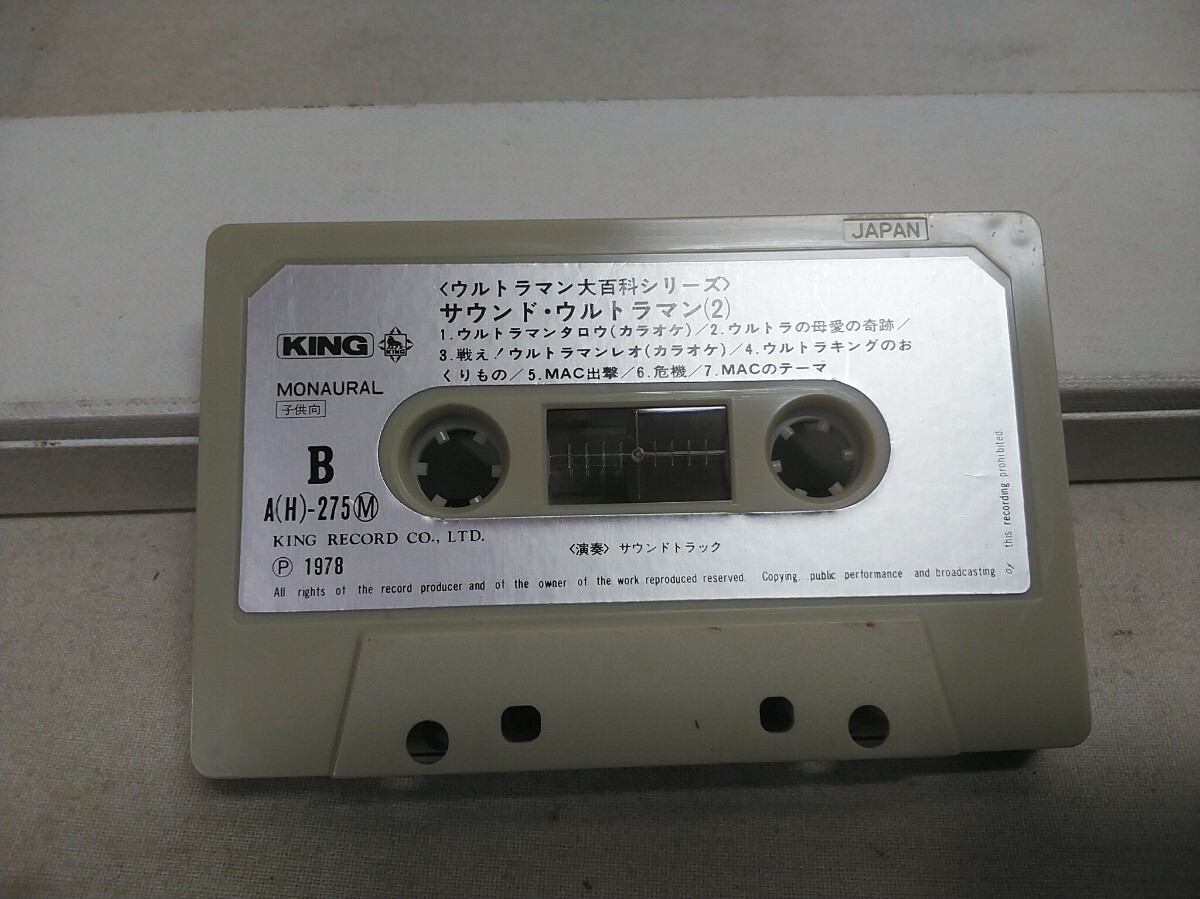 JAPAN
〈ウルトラマン大百科シリーズ〉
サウンド・ウルトラマン(2)
1.ウルトラマンタロウ(カラオケ)/2.ウルトラの母愛の奇跡/
3.戦え!ウルトラマンレオ(カラオケ)/4.ウルトラキングのお
くりもの/5.MAC出撃/6.危機/7.MACのテーマ
KING
KING
MONAURAL
子供向
B
A(H)-275Ⓜ
KING RECORD CO., LTD.
Ⓟ 1978
〈演奏〉 サウンドトラック
All rights of the record producer and of the owner of the work reproduced reserved. Copying, public performance and broadcasting of this recording prohibited.